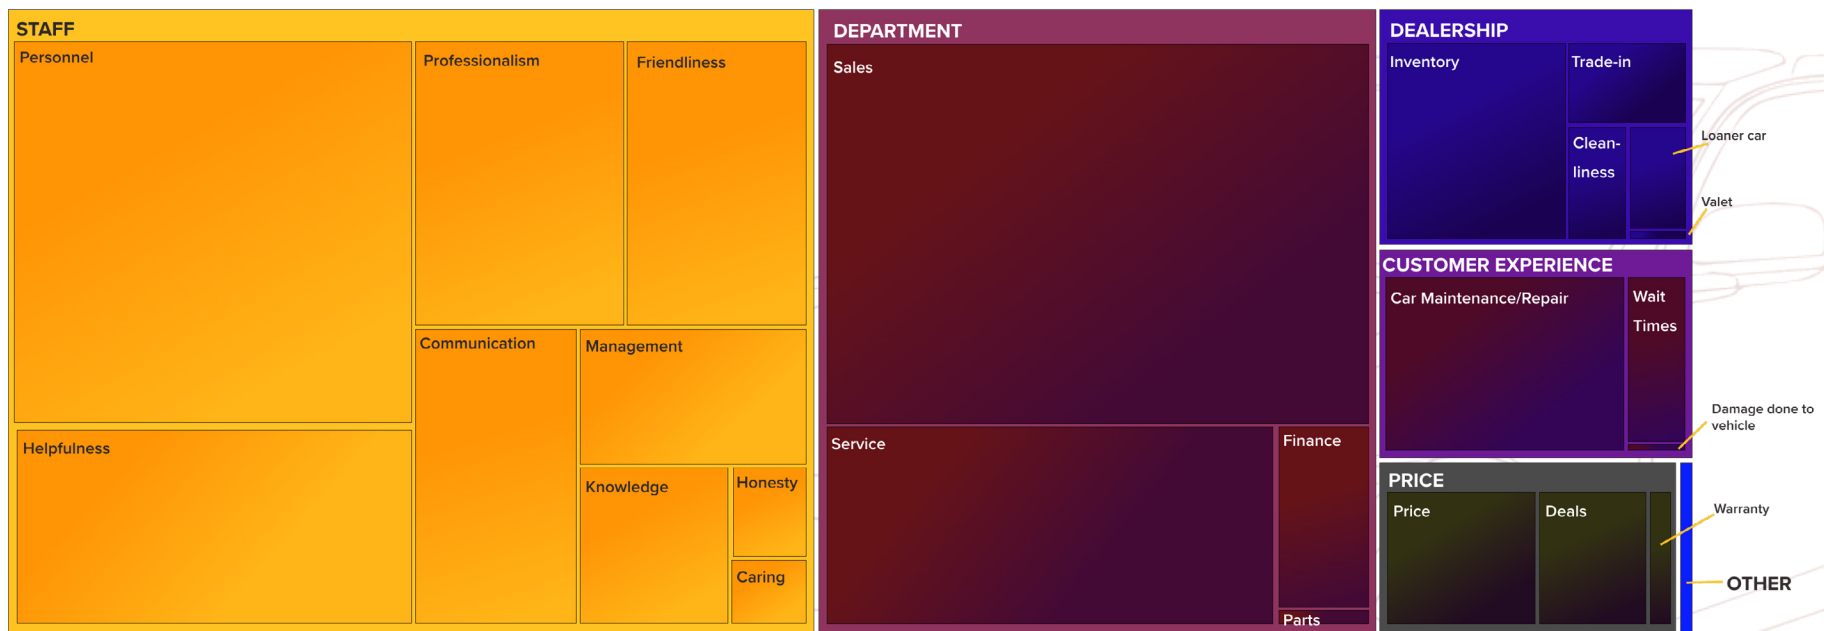 STAFF
Personnel
Professionalism
Friendliness
Helpfulness
Communication
Management
Knowledge
Honesty
Caring
DEPARTMENT
Sales
Service
Finance
Parts
DEALERSHIP
Inventory
Trade-in
Clean-
liness
Loaner car
Valet
CUSTOMER EXPERIENCE
Car Maintenance/Repair
Wait
Times
Damage done to
vehicle
PRICE
Price
Deals
Warranty
OTHER